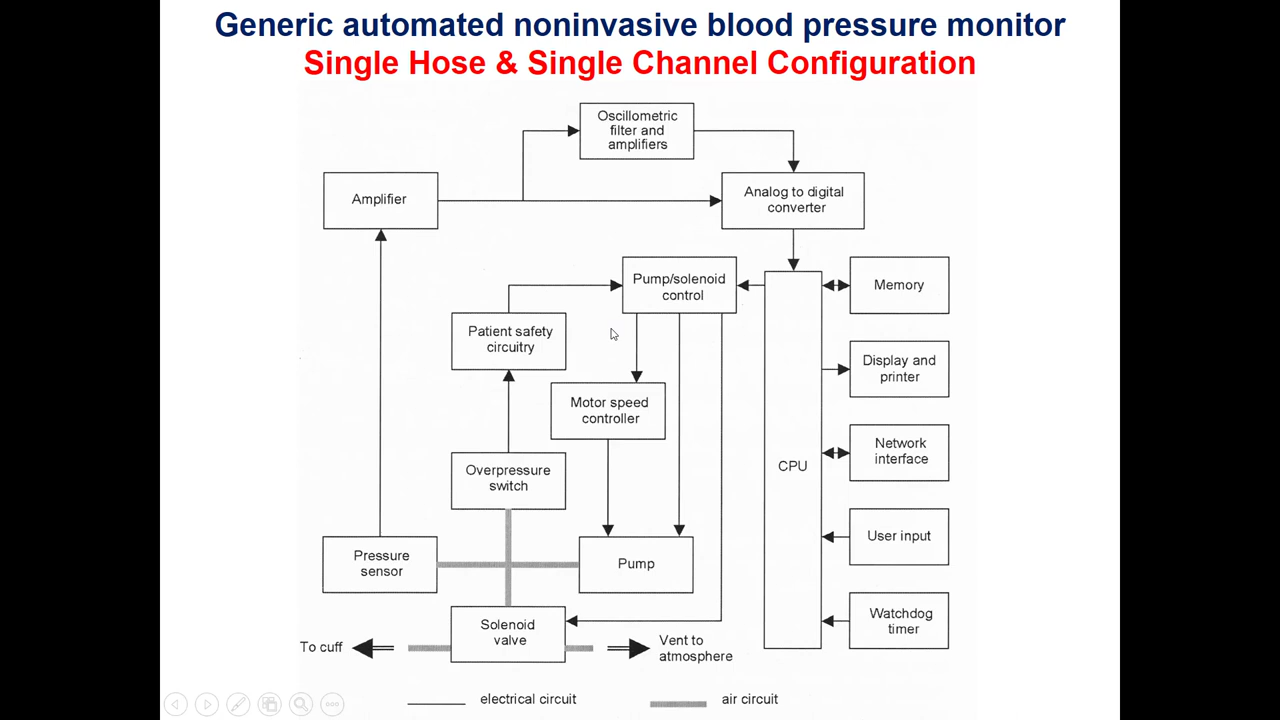 Generic automated noninvasive blood pressure monitor
Single Hose & Single Channel Configuration
Oscillometric
filter and
amplifiers
Amplifier
Analog to digital
converter
Pump/solenoid
control
Memory
Patient safety
circuitry
Display and
printer
Motor speed
controller
Network
interface
CPU
Overpressure
switch
User input
Pressure
sensor
Pump
Watchdog
timer
Solenoid
valve
To cuff
Vent to
atmosphere
electrical circuit
air circuit